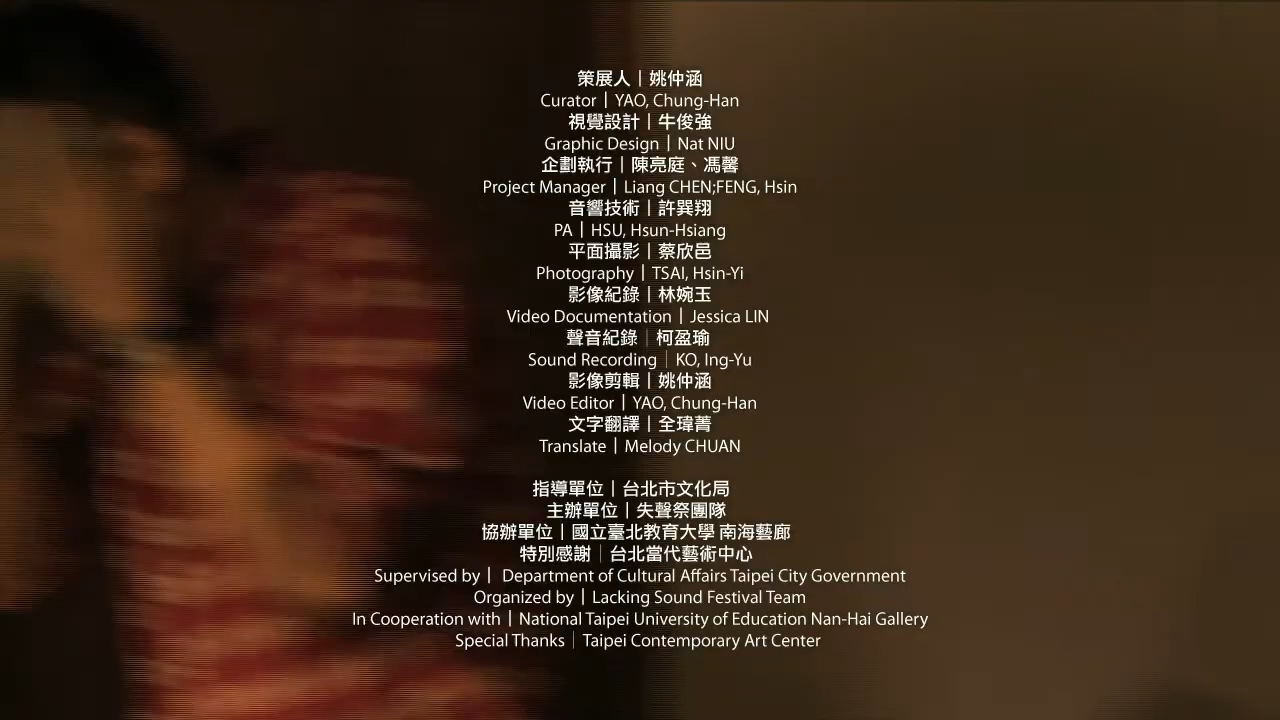 策展人｜姚仲涵
Curator｜YAO, Chung-Han
視覺設計｜牛俊強
Graphic Design｜Nat NIU
企劃執行｜陳亮庭、馮馨
Project Manager｜Liang CHEN;FENG, Hsin
音響技術｜許巽翔
PA｜HSU, Hsun-Hsiang
平面攝影｜蔡欣邑
Photography｜TSAI, Hsin-Yi
影像紀錄｜林婉玉
Video Documentation｜Jessica LIN
聲音紀錄｜柯盈瑜
Sound Recording｜KO, Ing-Yu
影像剪輯｜姚仲涵
Video Editor｜YAO, Chung-Han
文字翻譯｜全瑋菁
Translate｜Melody CHUAN
指導單位｜台北市文化局
主辦單位｜失聲祭團隊
協辦單位｜國立臺北教育大學 南海藝廊
特別感謝｜台北當代藝術中心
Supervised by｜ Department of Cultural Affairs Taipei City Government
Organized by｜Lacking Sound Festival Team
In Cooperation with｜National Taipei University of Education Nan-Hai Gallery
Special Thanks｜Taipei Contemporary Art Center